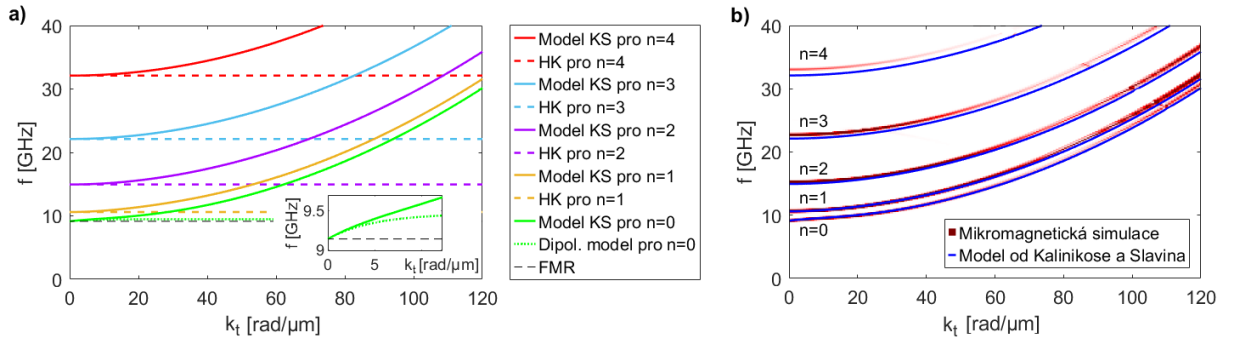 a)
f [GHz]
40
30
20
10
0
0 20 40 60 80 100 120
k_t [rad/µm]
f [GHz]
9.5
9
0 5
k_t [rad/µm]
Model KS pro n=4
HK pro n=4
Model KS pro n=3
HK pro n=3
Model KS pro n=2
HK pro n=2
Model KS pro n=1
HK pro n=1
Model KS pro n=0
Dipol. model pro n=0
FMR
b)
f [GHz]
40
30
20
10
0
n=4
n=3
n=2
n=1
n=0
Mikromagnetická simulace
Model od Kalinikose a Slavina
0 20 40 60 80 100 120
k_t [rad/µm]